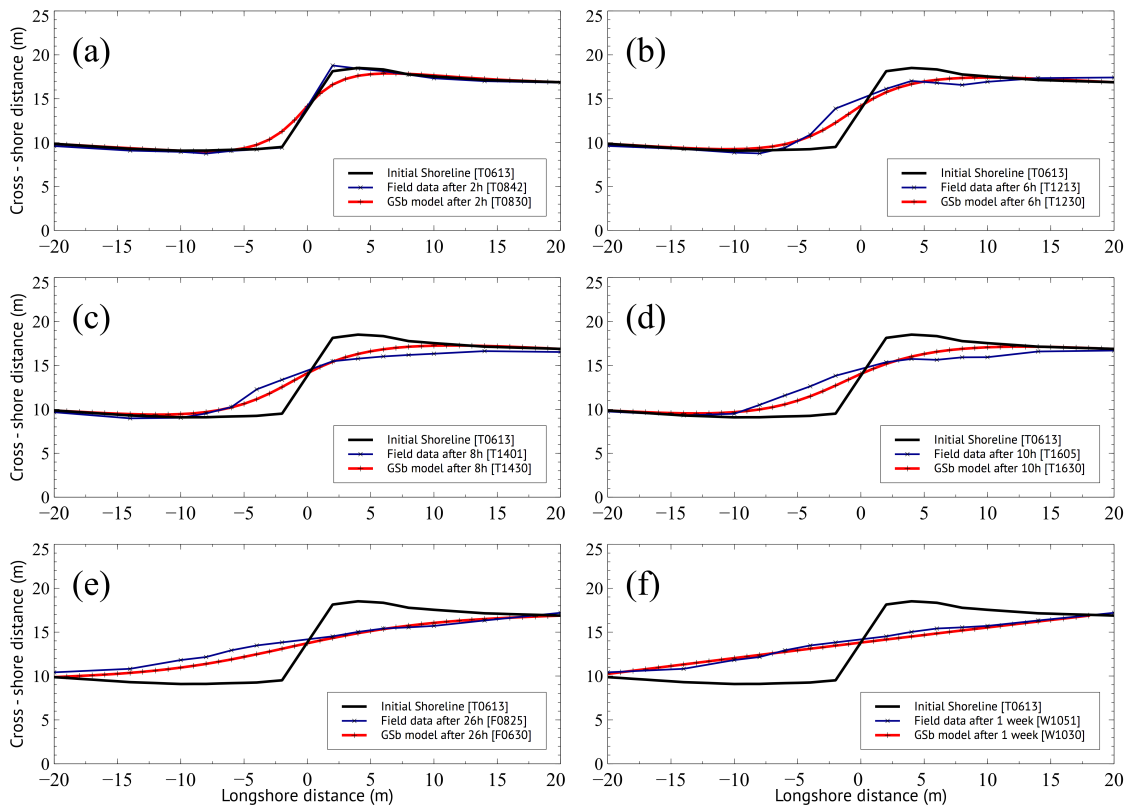 (a)
25
20
15
10
5
0
Cross - shore distance (m)
Initial Shoreline [T0613]
Field data after 2h [T0842]
GSb model after 2h [T0830]
−20 −15 −10 −5 0 5 10 15 20
(b)
25
20
15
10
5
0
Initial Shoreline [T0613]
Field data after 6h [T1213]
GSb model after 6h [T1230]
−20 −15 −10 −5 0 5 10 15 20
(c)
25
20
15
10
5
0
Cross - shore distance (m)
Initial Shoreline [T0613]
Field data after 8h [T1401]
GSb model after 8h [T1430]
−20 −15 −10 −5 0 5 10 15 20
(d)
25
20
15
10
5
0
Initial Shoreline [T0613]
Field data after 10h [T1605]
GSb model after 10h [T1630]
−20 −15 −10 −5 0 5 10 15 20
(e)
25
20
15
10
5
0
Cross - shore distance (m)
Initial Shoreline [T0613]
Field data after 26h [F0825]
GSb model after 26h [F0630]
−20 −15 −10 −5 0 5 10 15 20
Longshore distance (m)
(f)
25
20
15
10
5
0
Initial Shoreline [T0613]
Field data after 1 week [W1051]
GSb model after 1 week [W1030]
−20 −15 −10 −5 0 5 10 15 20
Longshore distance (m)